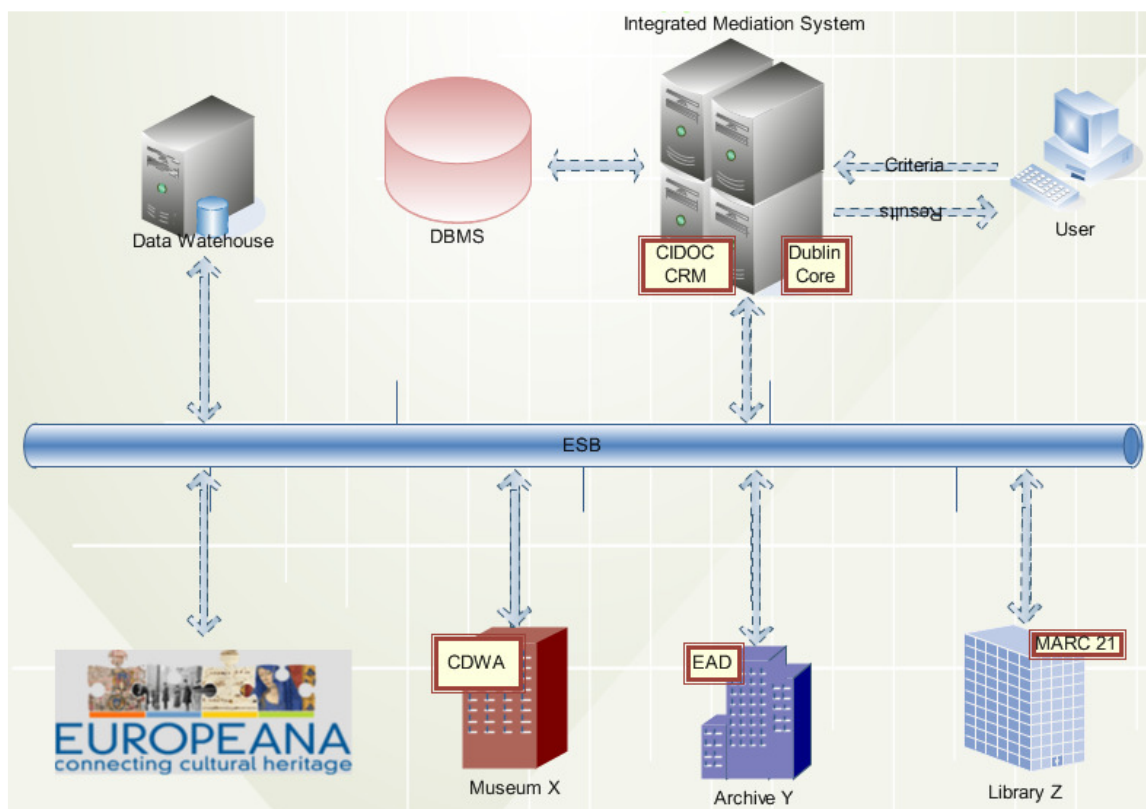 Integrated Mediation System
Criteria
Results
Data Watehouse
DBMS
User
CIDOC
CRM
Dublin
Core
ESB
CDWA
EAD
MARC 21
EUROPEANA
connecting cultural heritage
Museum X
Archive Y
Library Z